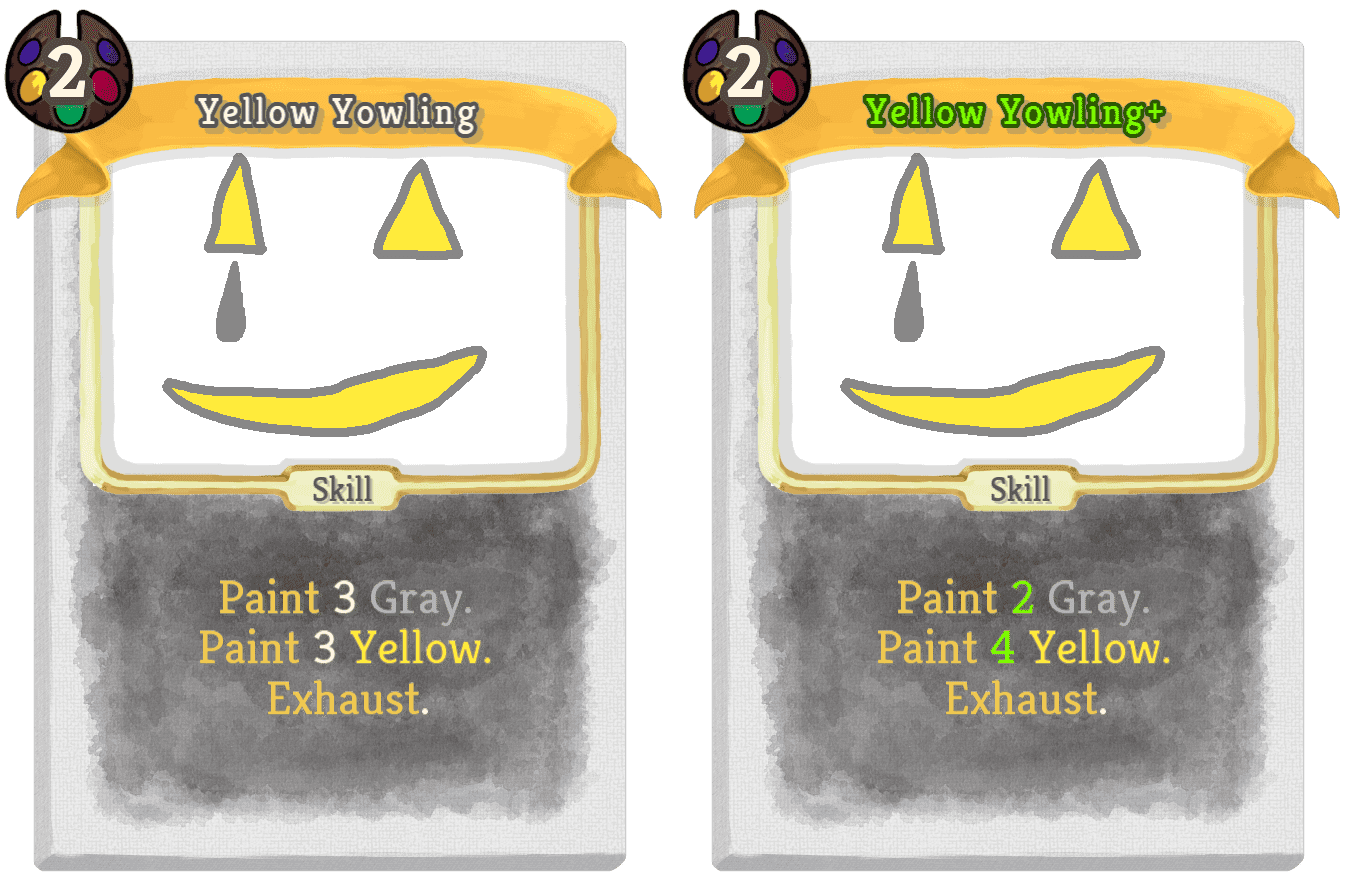 2
Yellow Yowling
Skill
Paint 3 Gray.
Paint 3 Yellow.
Exhaust.
2
Yellow Yowling+
Skill
Paint 2 Gray.
Paint 4 Yellow.
Exhaust.